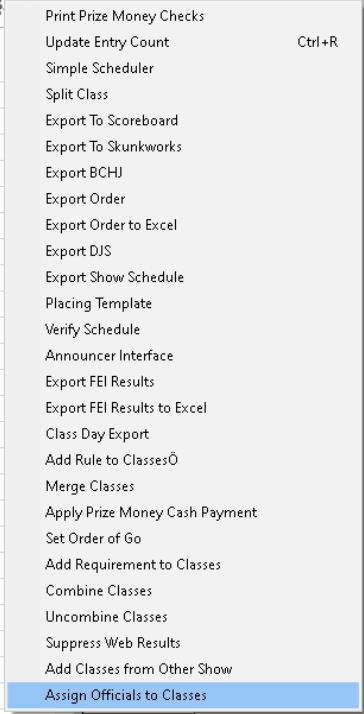 Print Prize Money Checks
Update Entry Count Ctrl+R
Simple Scheduler
Split Class
Export To Scoreboard
Export To Skunkworks
Export BCHJ
Export Order
Export Order to Excel
Export DJS
Export Show Schedule
Placing Template
Verify Schedule
Announcer Interface
Export FEI Results
Export FEI Results to Excel
Class Day Export
Add Rule to ClassesÖ
Merge Classes
Apply Prize Money Cash Payment
Set Order of Go
Add Requirement to Classes
Combine Classes
Uncombine Classes
Suppress Web Results
Add Classes from Other Show
Assign Officials to Classes